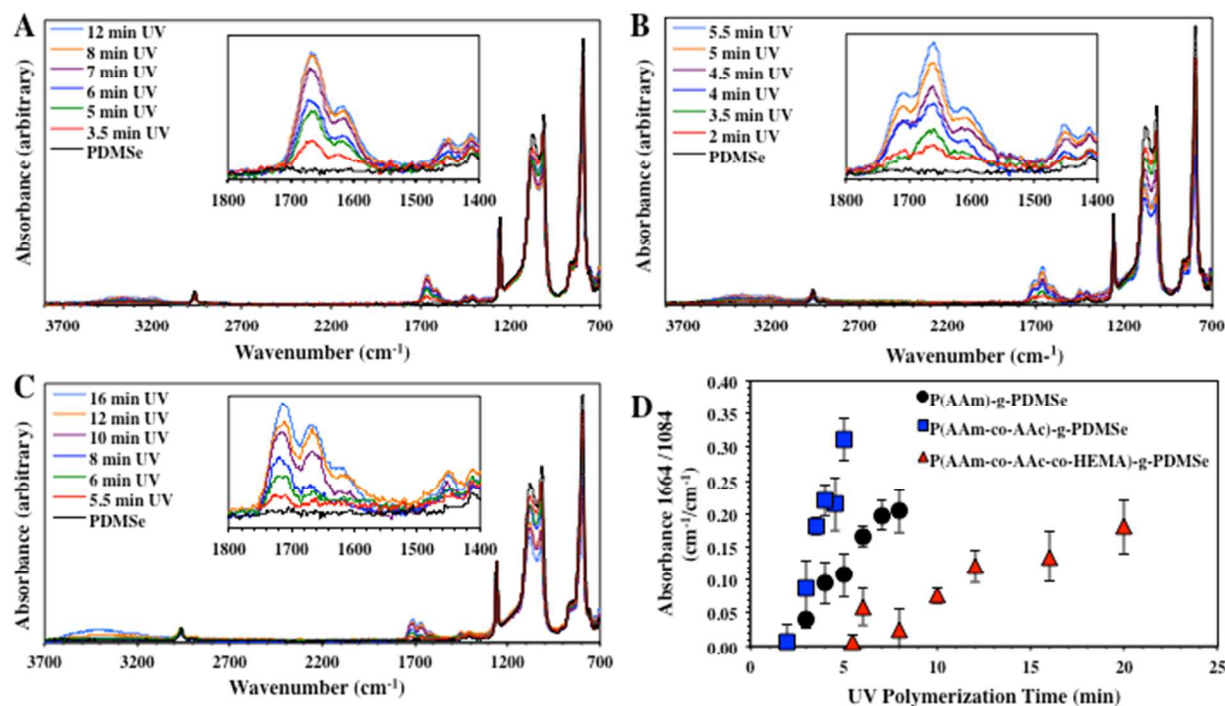 A
12 min UV
8 min UV
7 min UV
6 min UV
5 min UV
3.5 min UV
PDMSe
1800 1700 1600 1500 1400
Absorbance (arbitrary)
3700 3200 2200 1700 1200 700
Wavenumber (cm-1)
B
5.5 min UV
5 min UV
4.5 min UV
4 min UV
3.5 min UV
2 min UV
PDMSe
1800 1700 1600 1500 1400
Absorbance (arbitrary)
3700 3200 2200 1700 1200 700
Wavenumber (cm-1)
C
16 min UV
12 min UV
10 min UV
8 min UV
6 min UV
5.5 min UV
PDMSe
1800 1700 1600 1500 1400
Absorbance (arbitrary)
3700 3200 2200 1700 1200 700
Wavenumber (cm-1)
D
P(AAm)-g-PDMSe
P(AAm-co-AAc)-g-PDMSe
P(AAm-co-AAc-co-HEMA)-g-PDMSe
Absorbance 1664 /1084
(cm-1/cm-1)
0.40
0.35
0.30
0.25
0.20
0.15
0.10
0.05
0.00
0 5 10 15 20 25
UV Polymerization Time (min)